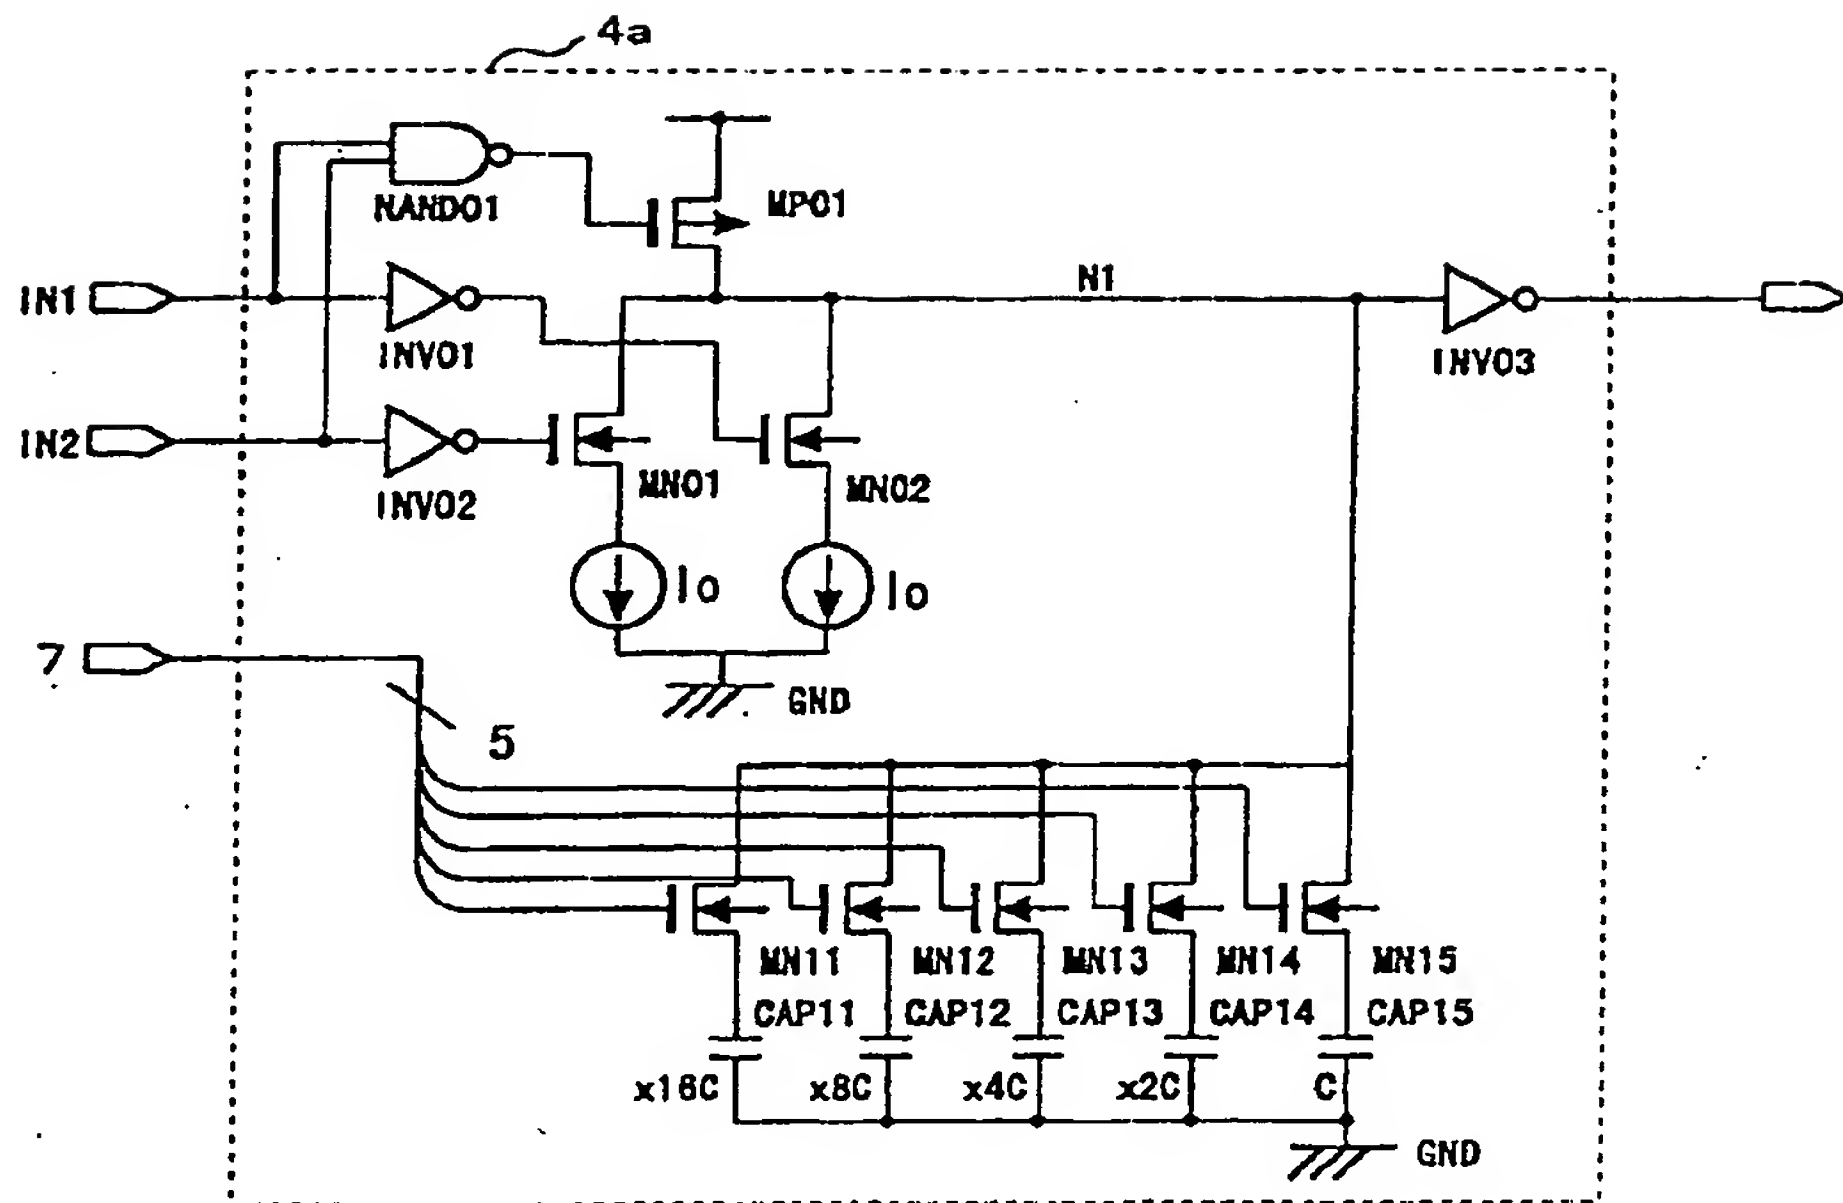 4a
NAND01
MP01
IN1
INV01
N1
INV03
IN2
INV02
MN01
MN02
Io
Io
7
GND
5
MN11
MN12
MN13
MN14
MN15
CAP11
CAP12
CAP13
CAP14
CAP15
x16C
x8C
x4C
x2C
C
GND